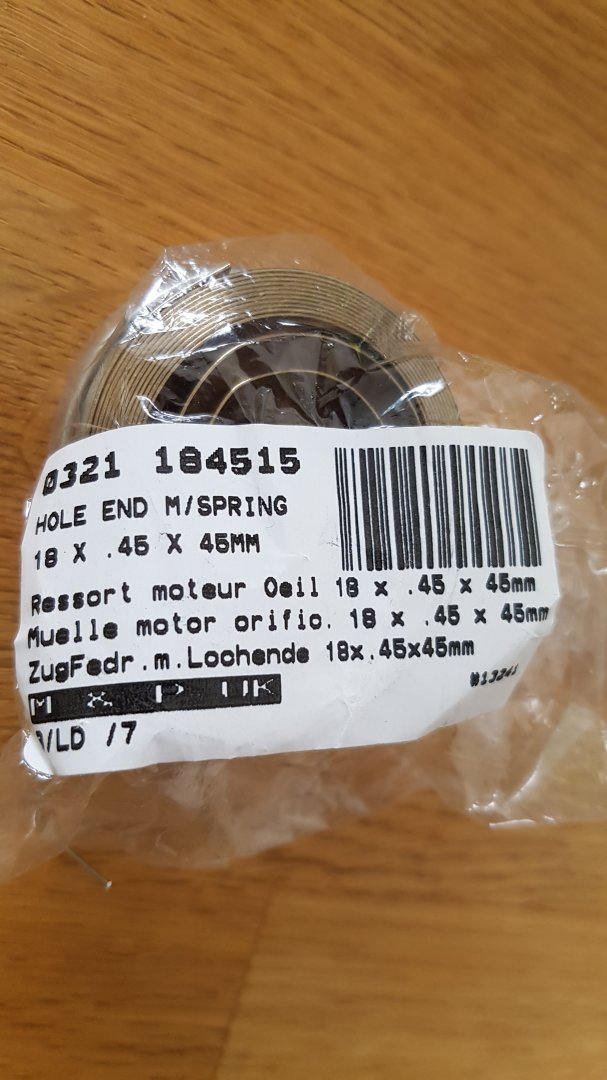 0321 184515
HOLE END M/SPRING
18 X .45 X 45MM
Ressort moteur Oeil 18 x .45 x 45mm
Muelle motor orific. 18 x .45 x 45mm
ZugFedr.m.Lochende 18x.45x45mm
W13241
M x P UK
/LD /7